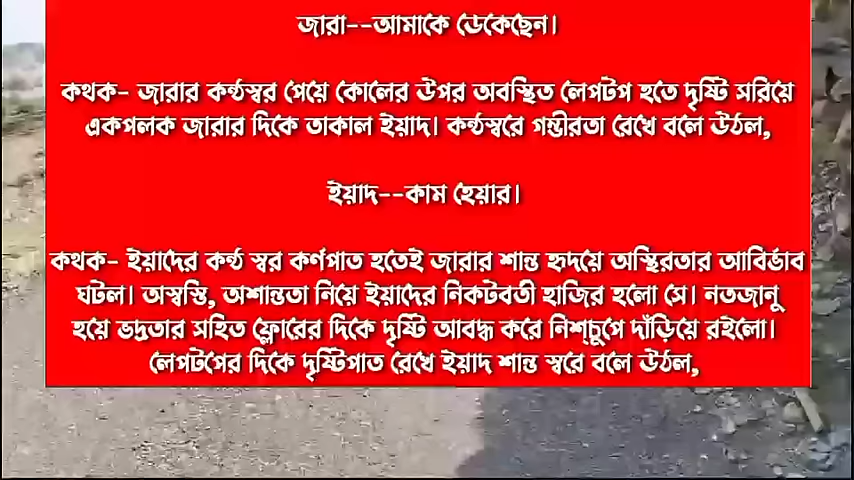 জারা--আমাকে ডেকেছেন।
কথক- জারার কন্ঠস্বর পেয়ে কোলের উপর অবস্থিত লেপটপ হতে দৃষ্টি সরিয়ে
একপলক জারার দিকে তাকাল ইয়াদ। কন্ঠস্বরে গম্ভীরতা রেখে বলে উঠল,
ইয়াদ--কাম হেয়ার।
কথক- ইয়াদের কন্ঠ স্বর কর্ণপাত হতেই জারার শান্ত হৃদয়ে অস্থিরতার আবির্ভাব
ঘটল। অস্বস্তি, অশান্ততা নিয়ে ইয়াদের নিকটবর্তী হাজির হলো সে। নতজানু
হয়ে ভদ্রতার সহিত ফ্লোরের দিকে দৃষ্টি আবদ্ধ করে নিশ্চুপে দাঁড়িয়ে রইলো।
লেপটপের দিকে দৃষ্টিপাত রেখে ইয়াদ শান্ত স্বরে বলে উঠল,